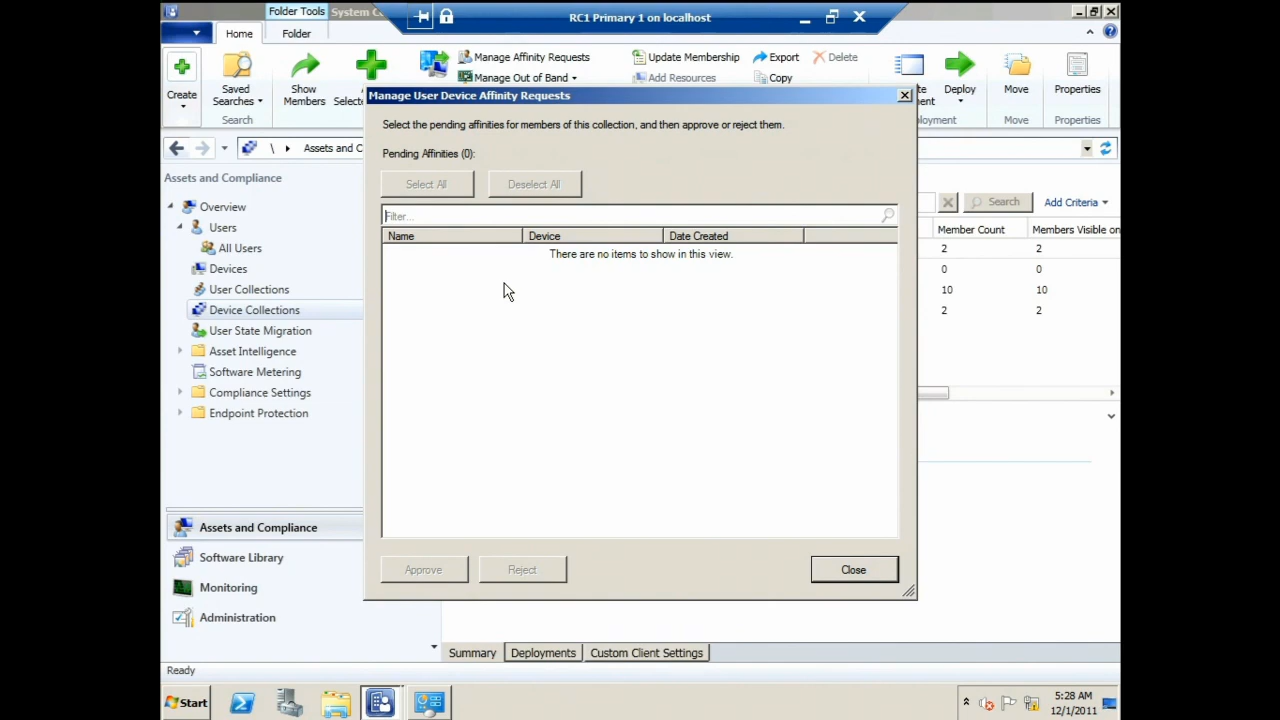 Folder Tools
System Co
RC1 Primary 1 on localhost
Home
Folder
Create
Saved
Searches
Search
Show
Members
Manage Affinity Requests
Manage Out of Band
Update Membership
Add Resources
Export
Copy
Delete
Deploy
Move
Move
Properties
Properties
\ Assets and C
Manage User Device Affinity Requests
Select the pending affinities for members of this collection, and then approve or reject them.
Pending Affinities (0):
Select All
Deselect All
Filter...
Name
Device
Date Created
There are no items to show in this view.
Approve
Reject
Close
Assets and Compliance
Overview
Users
All Users
Devices
User Collections
Device Collections
User State Migration
Asset Intelligence
Software Metering
Compliance Settings
Endpoint Protection
Assets and Compliance
Software Library
Monitoring
Administration
Search
Add Criteria
Member Count
Members Visible on
2 2
0 0
10 10
2 2
Summary
Deployments
Custom Client Settings
Ready
Start
5:28 AM
12/1/2011